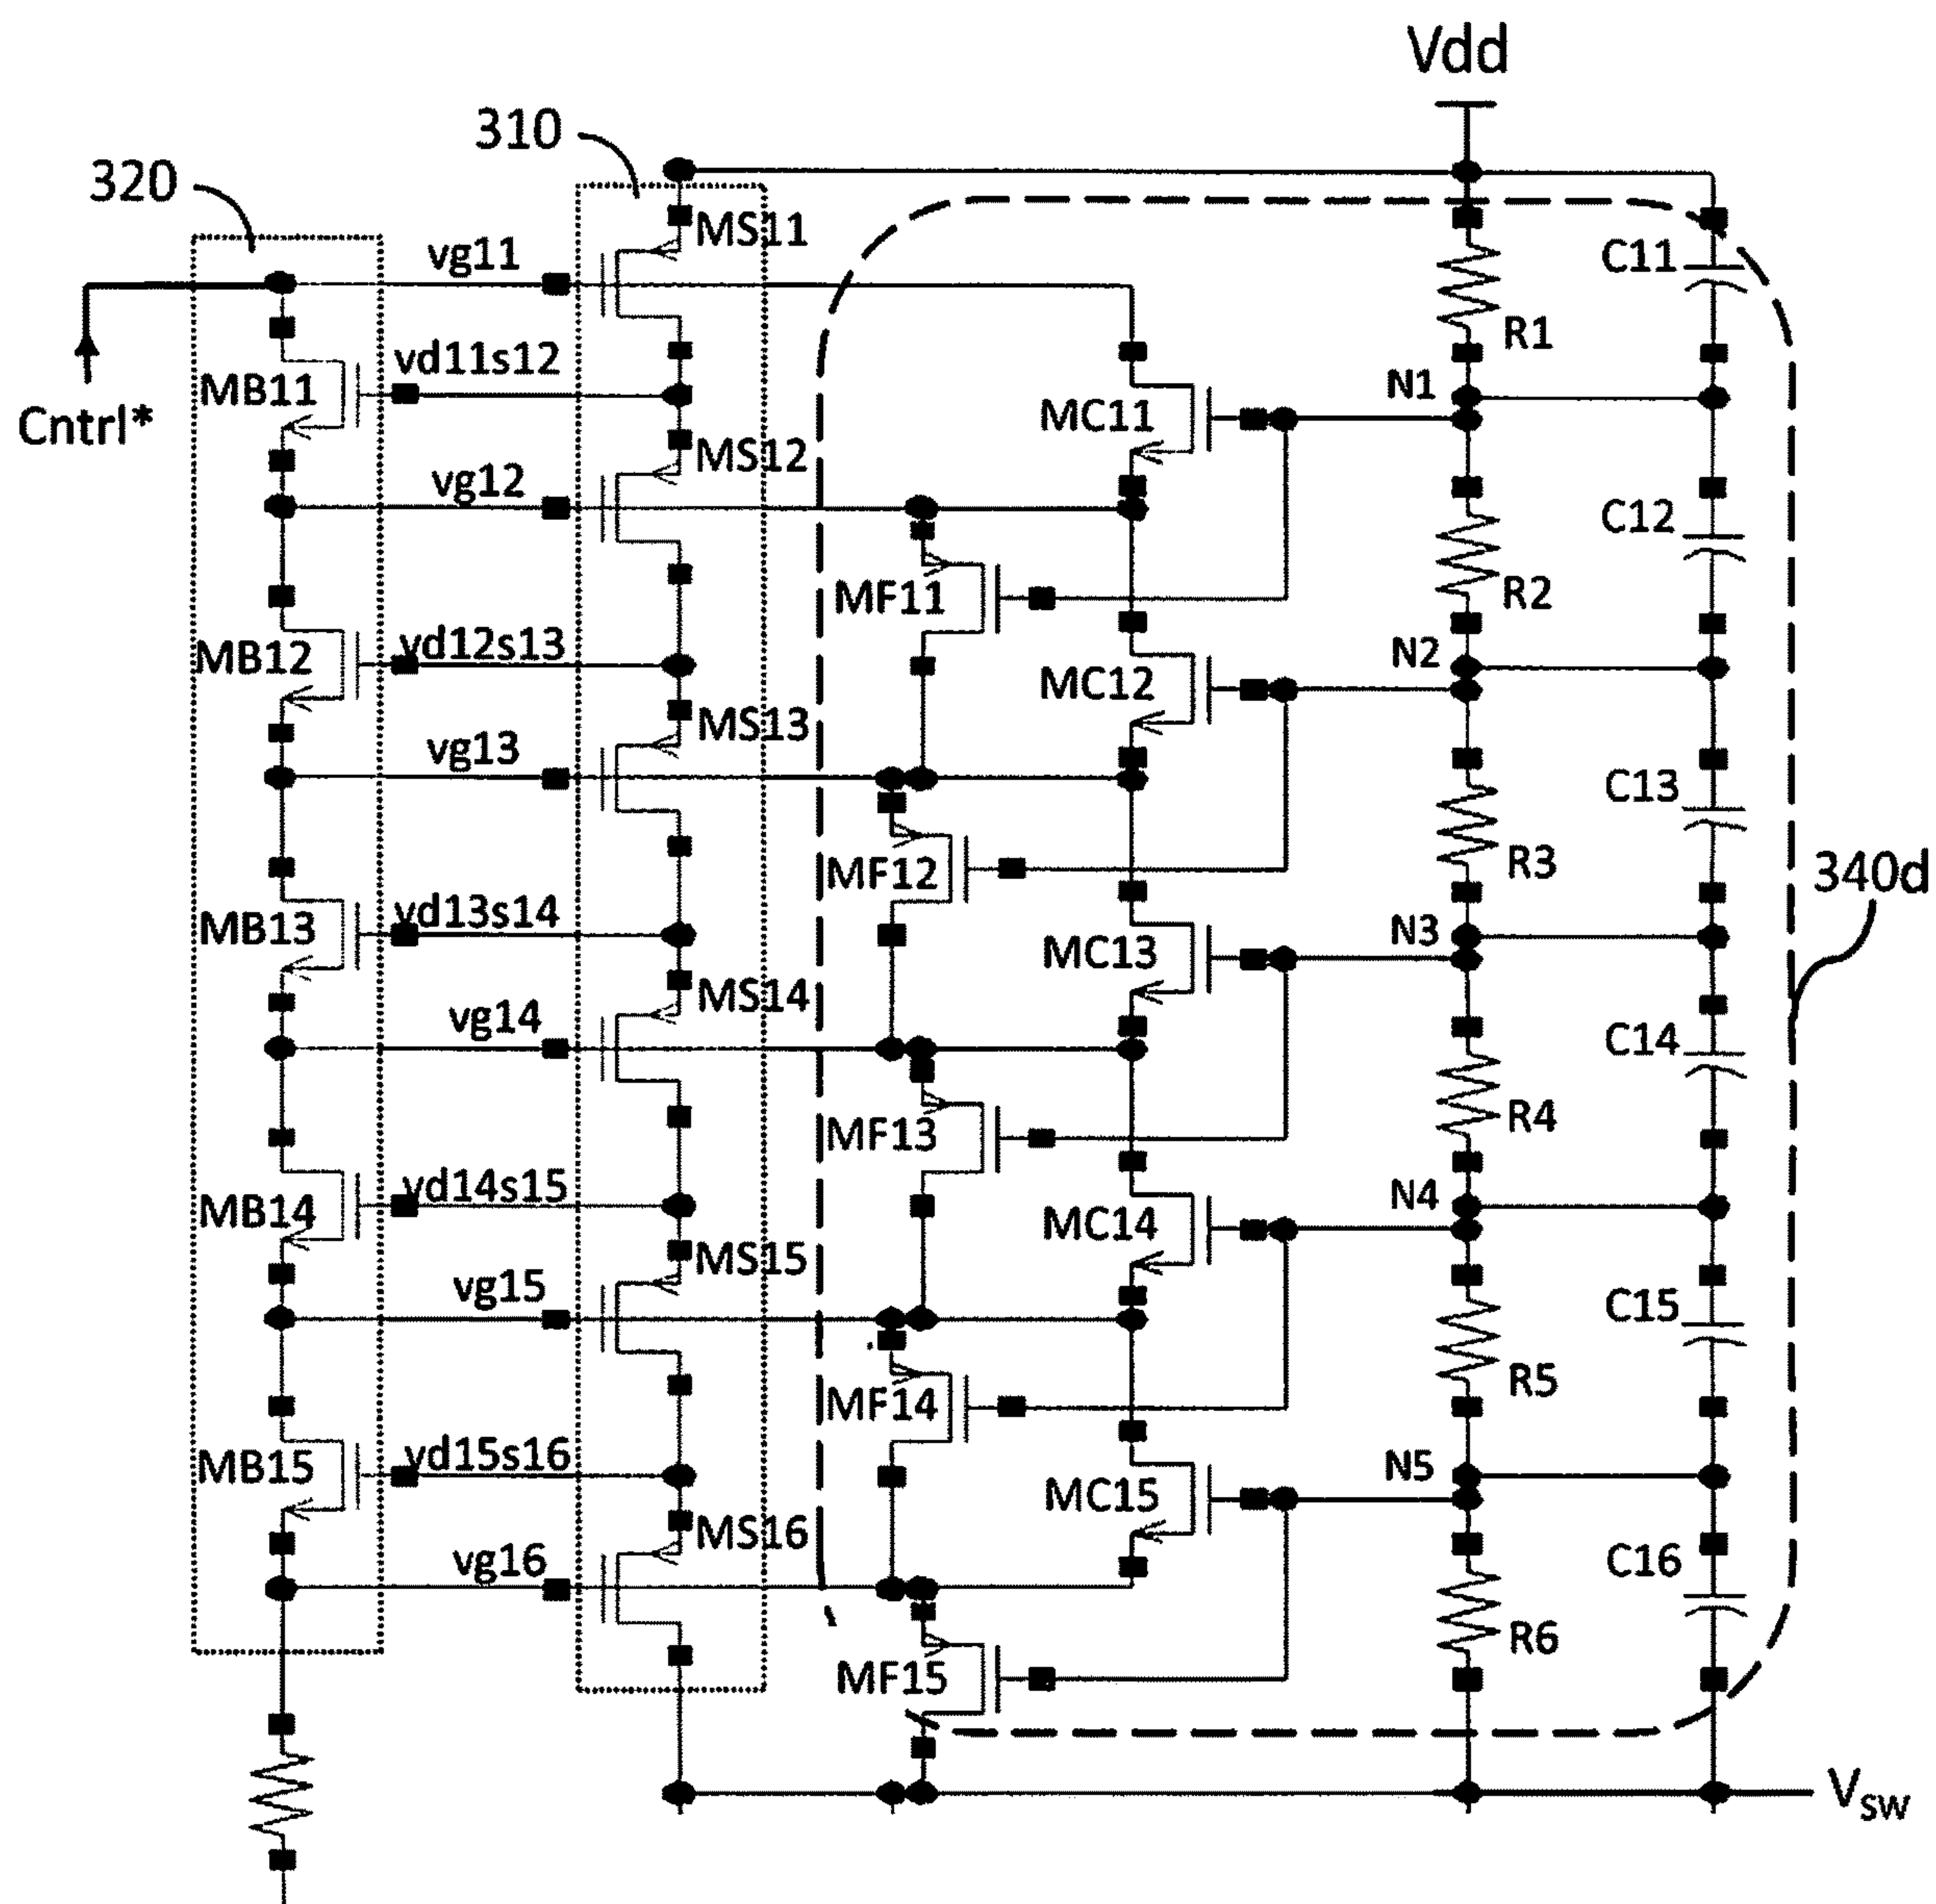 Vdd
310
320
MS11
vg11
C11
R1
vd11s12
MB11
N1
Cntrl*
MC11
MS12
vg12
C12
MF11
R2
vd12s13
MB12
N2
MC12
MS13
vg13
C13
MF12
R3
340d
vd13s14
MB13
N3
MC13
MS14
vg14
C14
MF13
R4
vd14s15
MB14
N4
MC14
MS15
vg15
C15
MF14
R5
vd15s16
MB15
N5
MC15
MS16
vg16
C16
MF15
R6
VSW